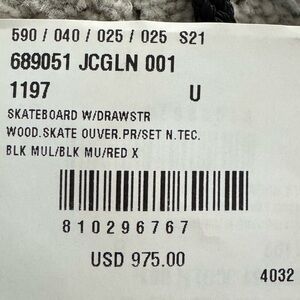 590 / 040 / 025 / 025 S21
689051 JCGLN 001
1197 U
SKATEBOARD W/DRAWSTR
WOOD.SKATE OUVER.PR/SET N.TEC.
BLK MUL/BLK MU/RED X
810296767
USD 975.00
4032